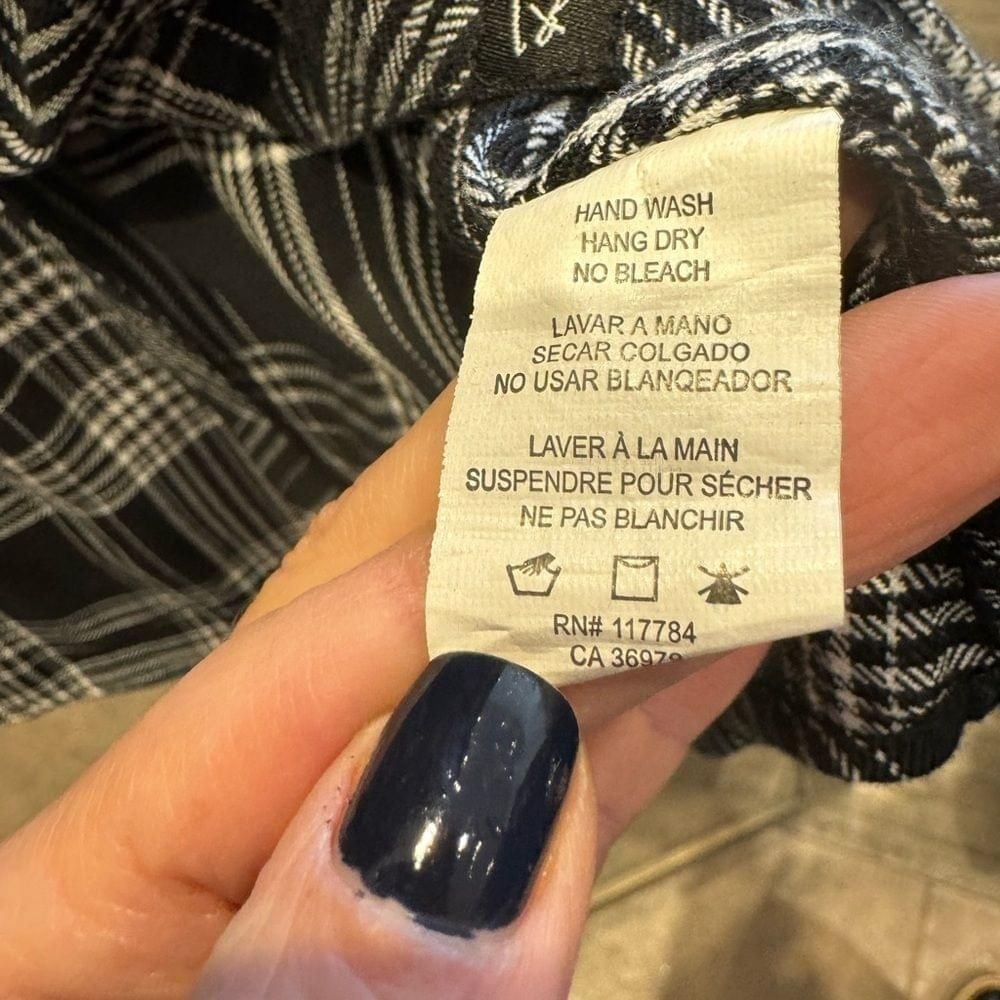 HAND WASH
HANG DRY
NO BLEACH
LAVAR A MANO
SECAR COLGADO
NO USAR BLANQEADOR
LAVER À LA MAIN
SUSPENDRE POUR SÉCHER
NE PAS BLANCHIR
RN# 117784
CA